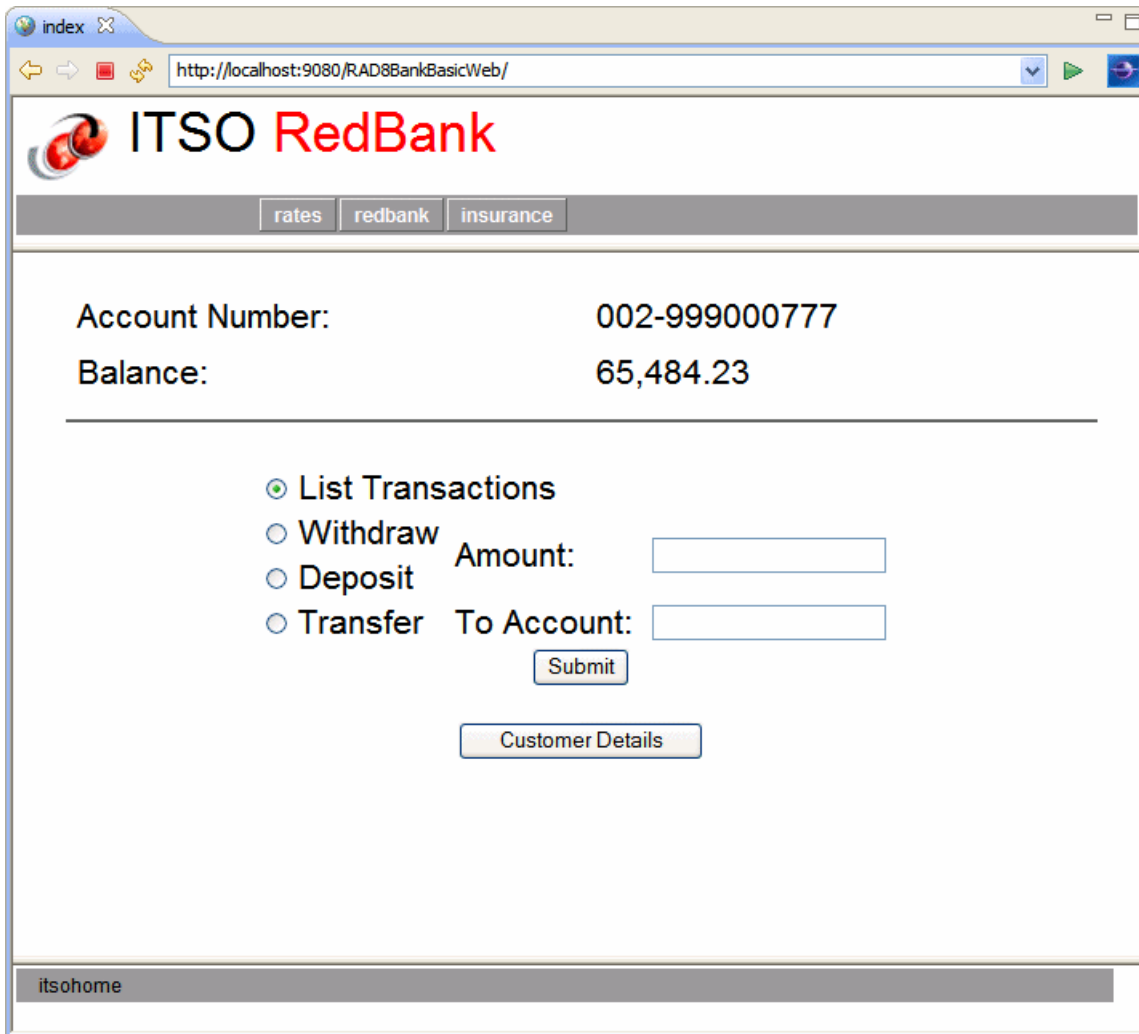 index
http://localhost:9080/RAD8BankBasicWeb/
ITSO RedBank
rates redbank insurance
Account Number: 002-999000777
Balance: 65,484.23
List Transactions
Withdraw
Amount:
Deposit
Transfer To Account:
Submit
Customer Details
itsohome